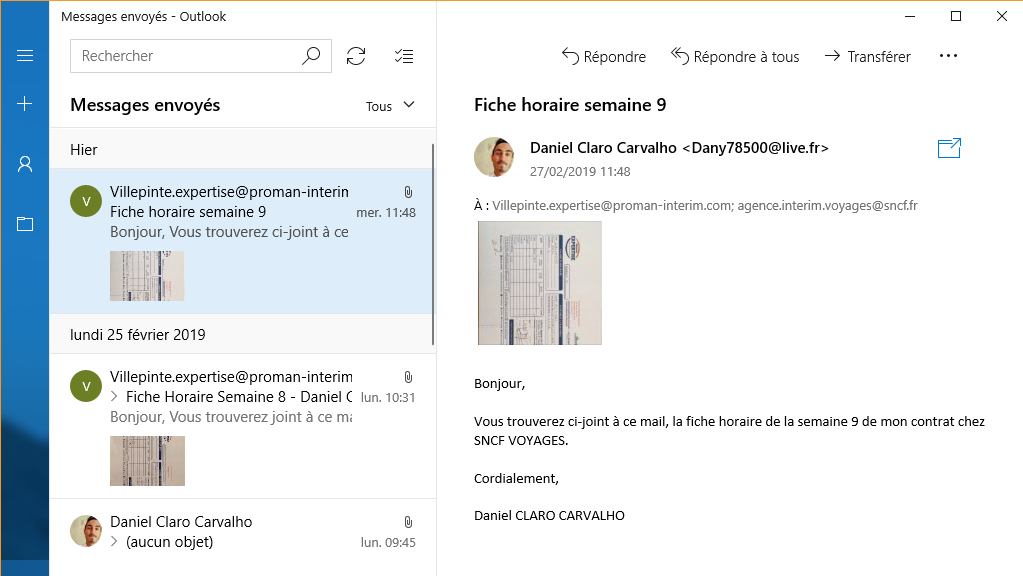 Messages envoyés - Outlook
Rechercher
Répondre
Répondre à tous
Transférer
Messages envoyés
Tous
Hier
Villepinte.expertise@proman-interin
Fiche horaire semaine 9
mer. 11:48
Bonjour, Vous trouverez ci-joint à ce
lundi 25 février 2019
Villepinte.expertise@proman-interim
Fiche Horaire Semaine 8 - Daniel C
lun. 10:31
Bonjour, Vous trouverez joint à ce ma
Daniel Claro Carvalho
(aucun objet)
lun. 09:45
Fiche horaire semaine 9
Daniel Claro Carvalho <Dany78500@live.fr>
27/02/2019 11:48
À : Villepinte.expertise@proman-interim.com; agence.interim.voyages@sncf.fr
Bonjour,
Vous trouverez ci-joint à ce mail, la fiche horaire de la semaine 9 de mon contrat chez
SNCF VOYAGES.
Cordialement,
Daniel CLARO CARVALHO